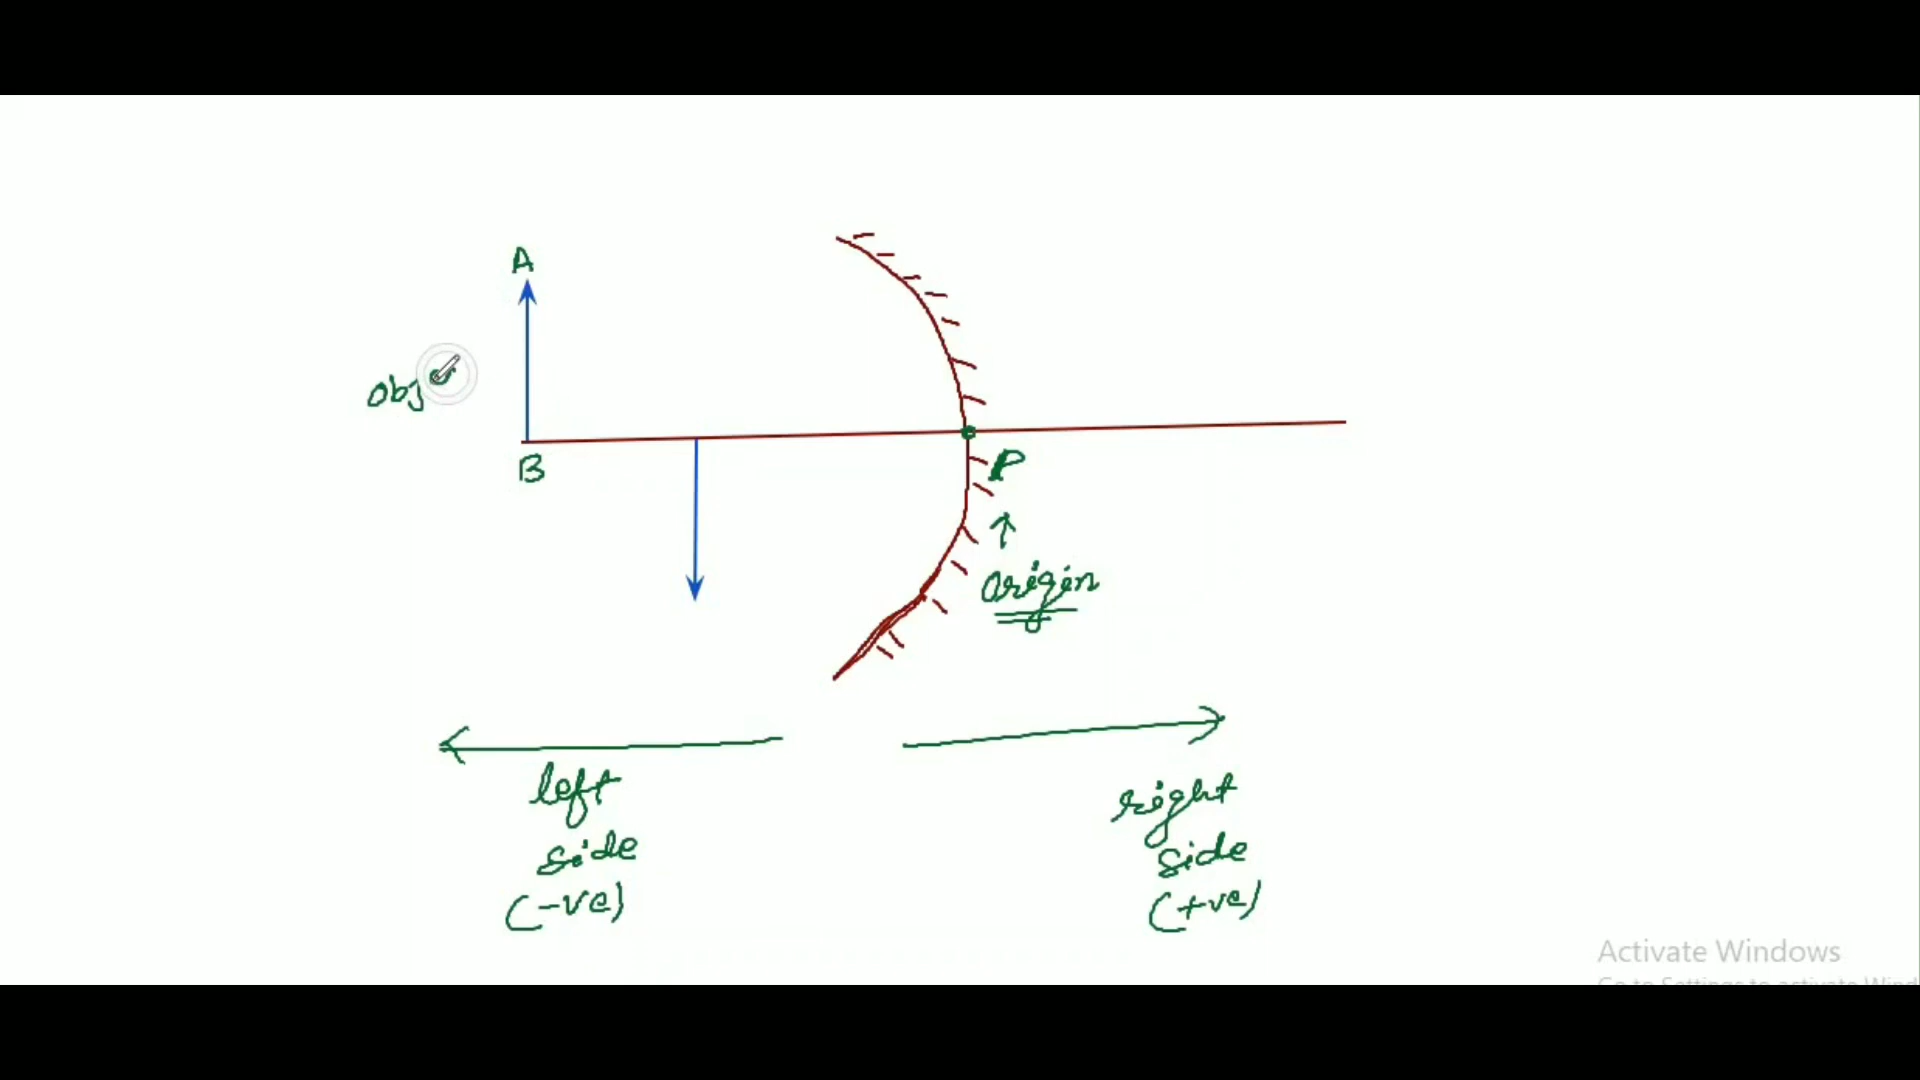 A
obj
B
P
↑
origin
left
side
(-ve)
right
side
(+ve)
Activate Windows